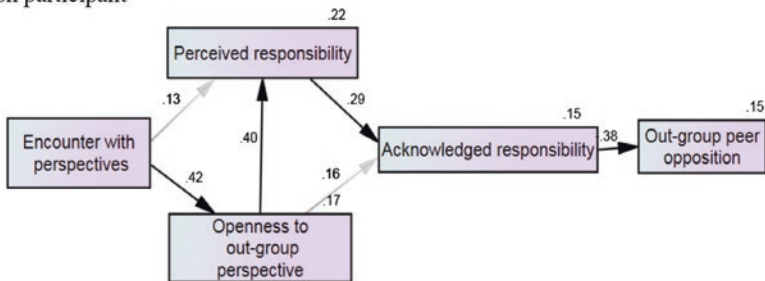 on participant
.22
Perceived responsibility
.13
.29
.15
.15
Encounter with
perspectives
.40
Acknowledged responsibility
-.38
Out-group peer
opposition
.42
.16
.17
Openness to
out-group
perspective